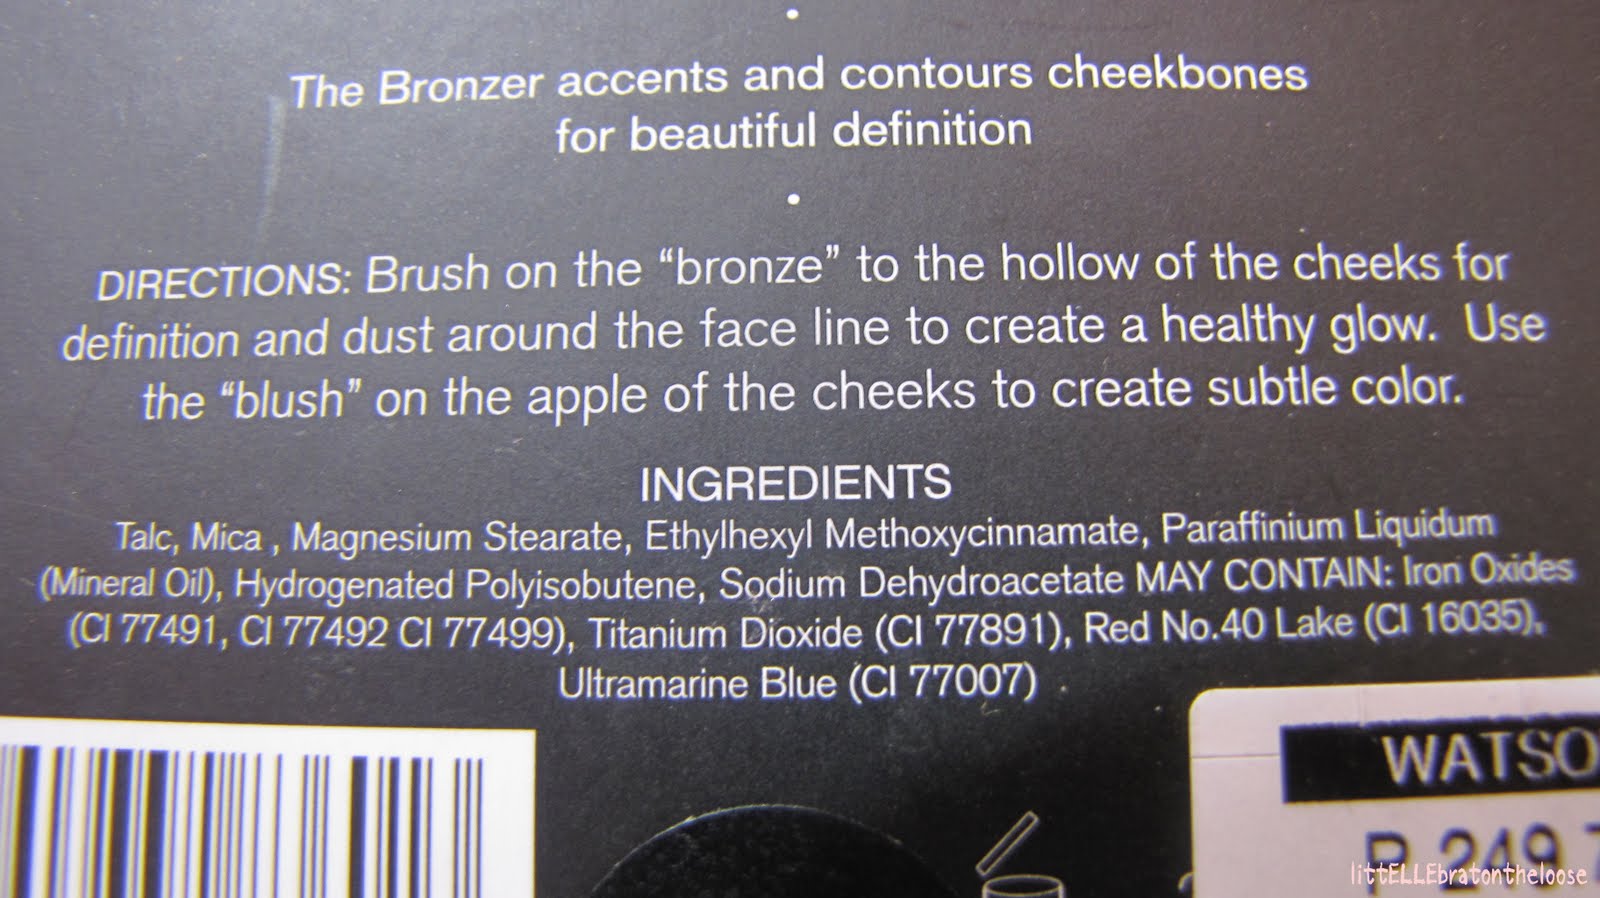 The Bronzer accents and contours cheekbones
for beautiful definition
DIRECTIONS: Brush on the “bronze” to the hollow of the cheeks for
definition and dust around the face line to create a healthy glow. Use
the “blush” on the apple of the cheeks to create subtle color.
INGREDIENTS
Talc, Mica , Magnesium Stearate, Ethylhexyl Methoxycinnamate, Paraffinium Liquidum
(Mineral Oil), Hydrogenated Polyisobutene, Sodium Dehydroacetate MAY CONTAIN: Iron Oxides
(CI 77491, CI 77492 CI 77499), Titanium Dioxide (CI 77891), Red No.40 Lake (CI 16035),
Ultramarine Blue (CI 77007)
WATSO
P 249.7
littELLEbratontheloose